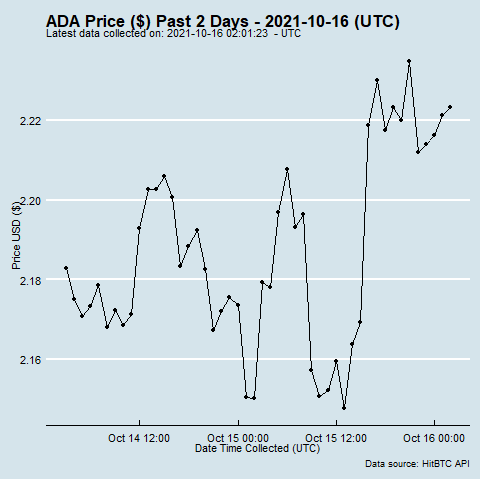 ADA Price ($) Past 2 Days - 2021-10-16 (UTC)
Latest data collected on: 2021-10-16 02:01:23  - UTC
2.22
2.20
2.18
2.16
Price USD ($)
Oct 14 12:00
Oct 15 00:00
Oct 15 12:00
Oct 16 00:00
Date Time Collected (UTC)
Data source: HitBTC API